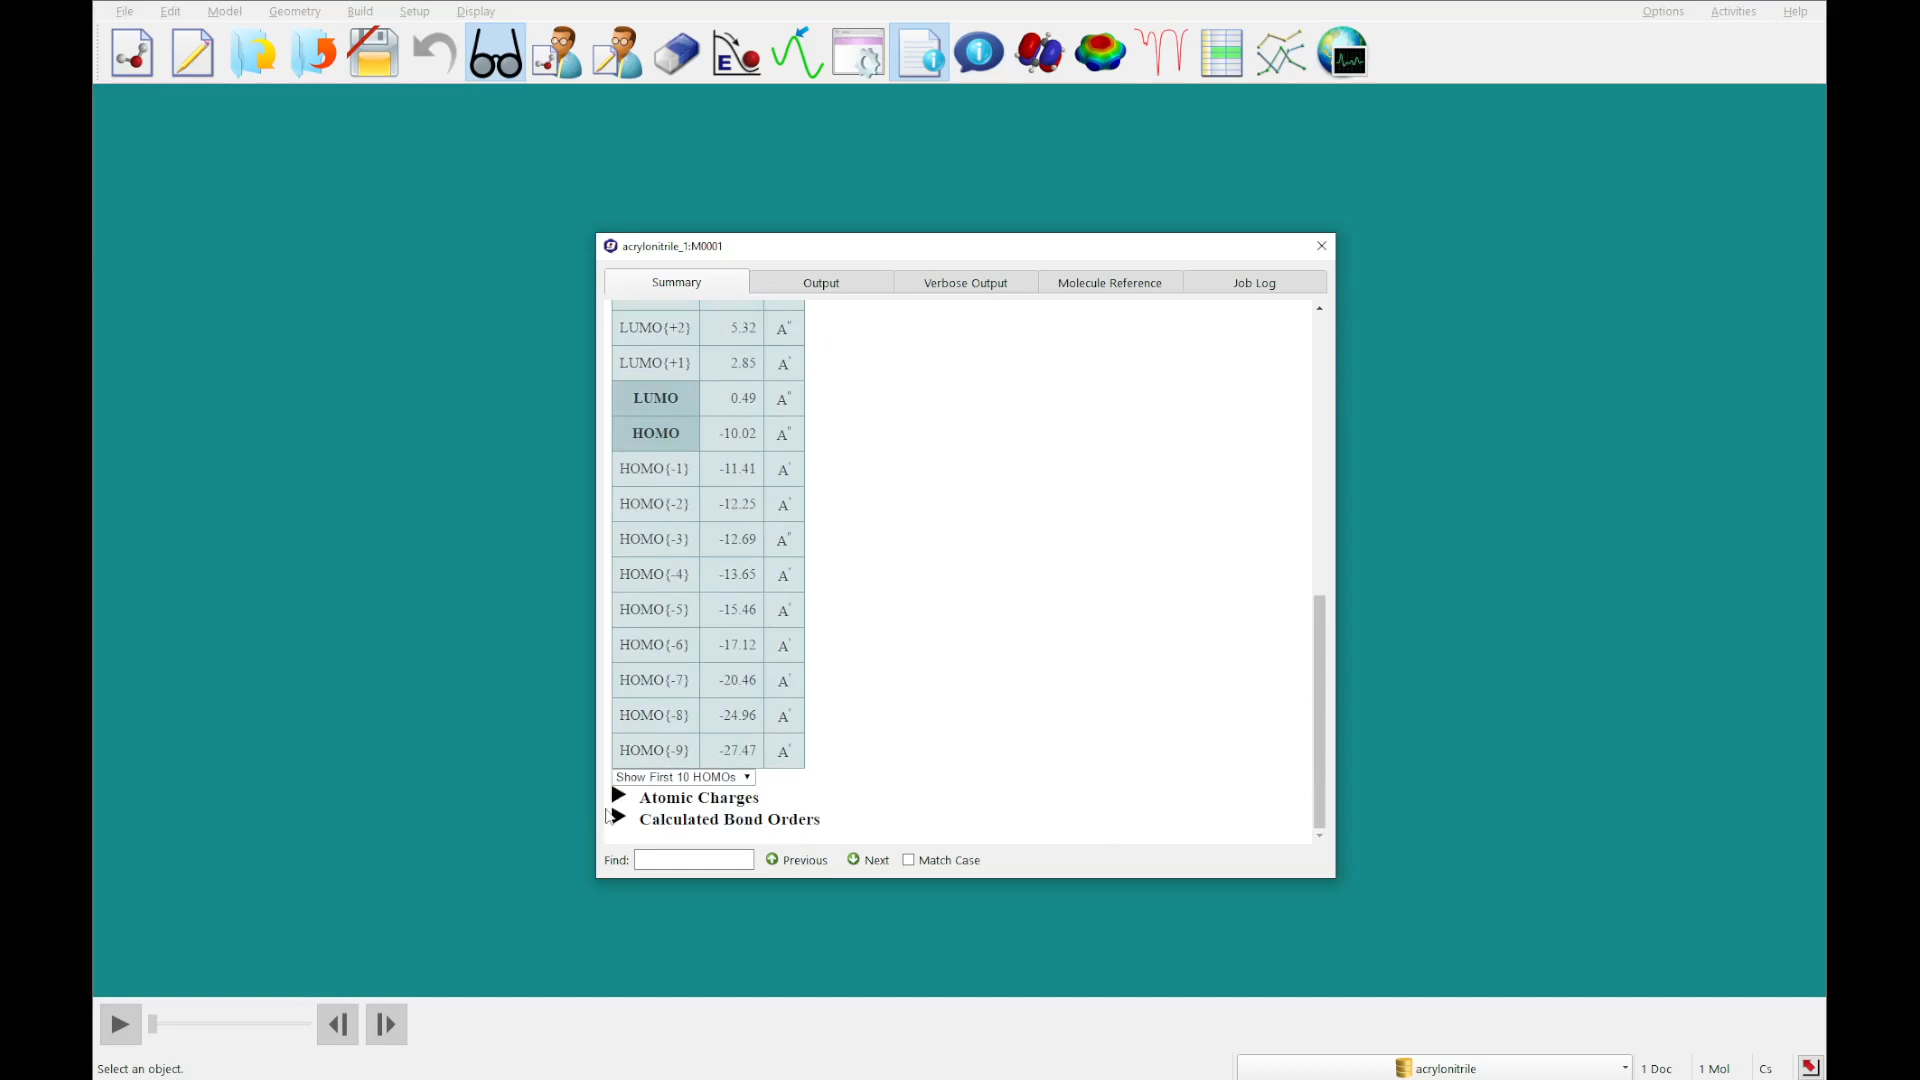 File Edit Model Geometry Build Setup Display Options Activities Help
E
acrylonitrile_1:M0001
Summary Output Verbose Output Molecule Reference Job Log
LUMO{+2} 5.32 A"
LUMO{+1} 2.85 A'
LUMO 0.49 A"
HOMO -10.02 A"
HOMO{-1} -11.41 A'
HOMO{-2} -12.25 A'
HOMO{-3} -12.69 A"
HOMO{-4} -13.65 A'
HOMO{-5} -15.46 A'
HOMO{-6} -17.12 A'
HOMO{-7} -20.46 A'
HOMO{-8} -24.96 A'
HOMO{-9} -27.47 A'
Show First 10 HOMOs
Atomic Charges
Calculated Bond Orders
Find: Previous Next Match Case
Select an object. acrylonitrile 1 Doc 1 Mol Cs